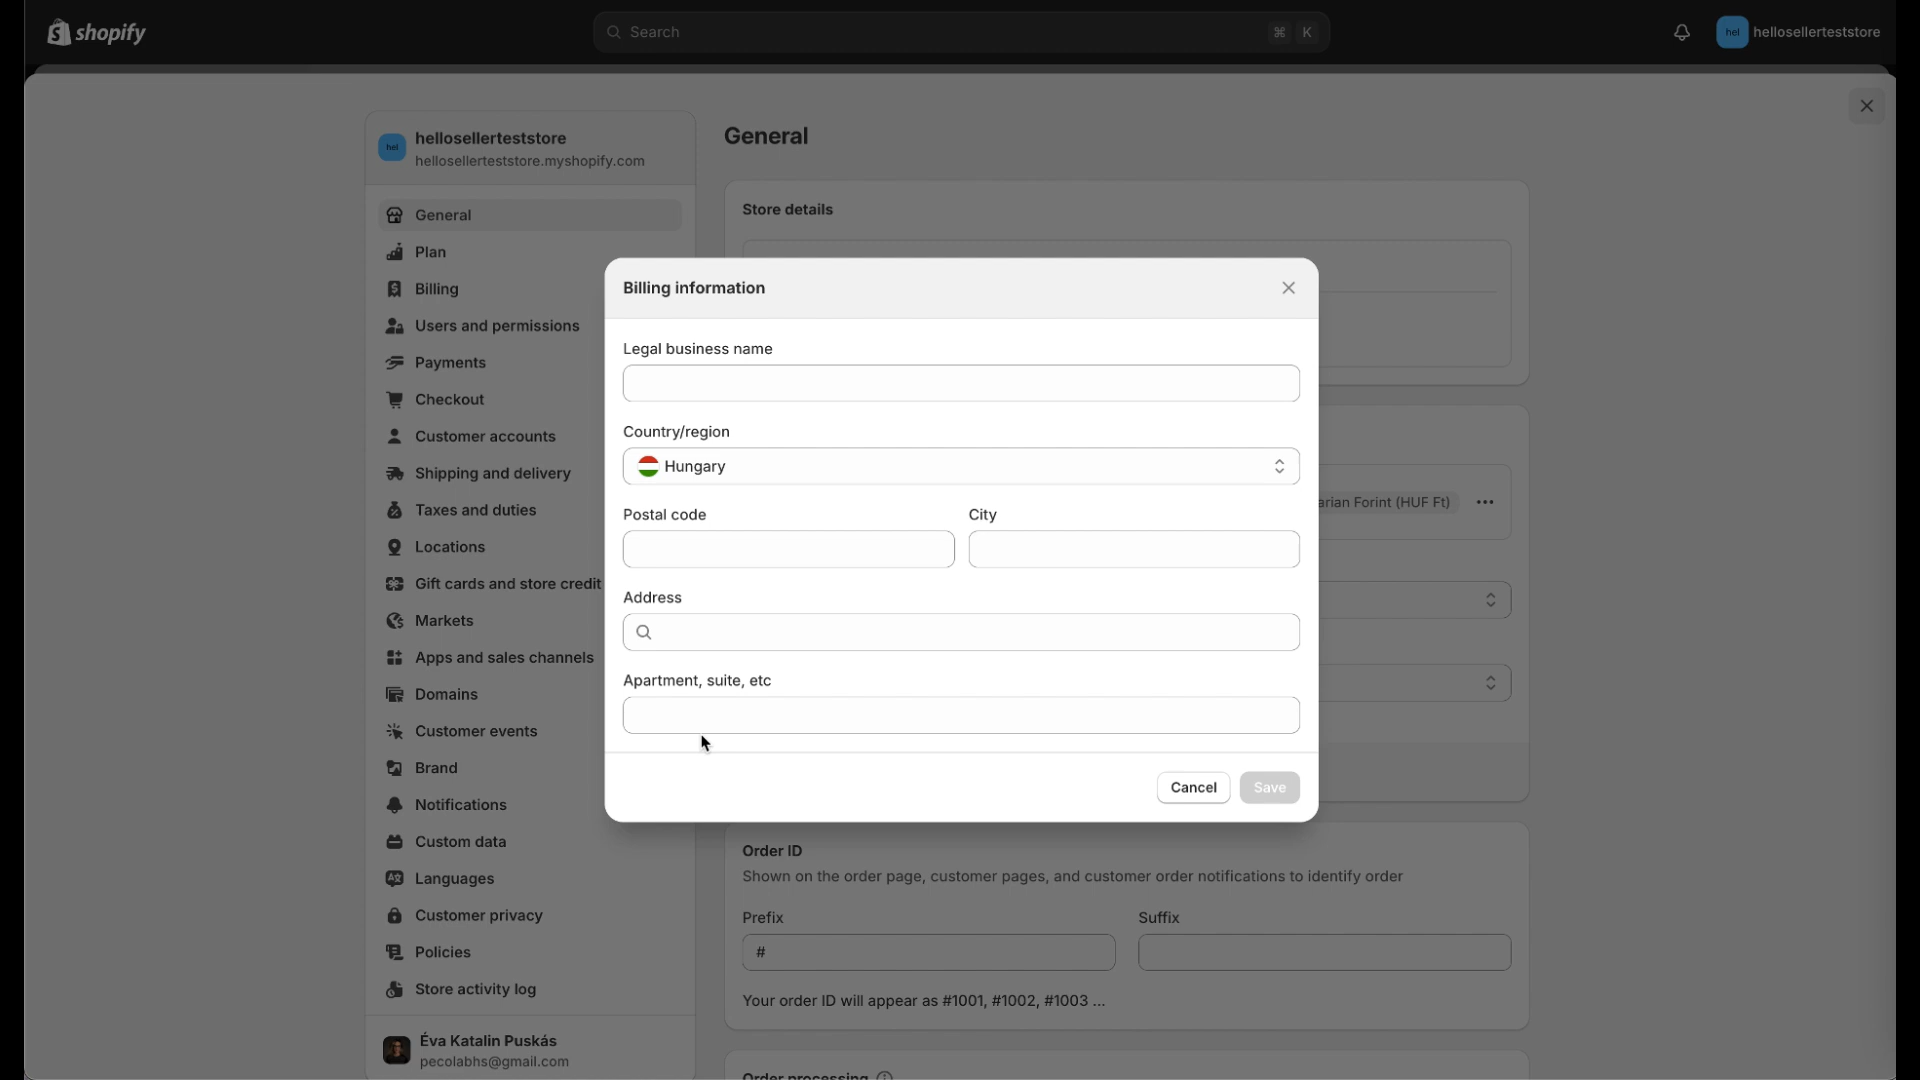 shopify
Search
⌘ K
hel
hellosellerteststore
hel
hellosellerteststore
hellosellerteststore.myshopify.com
General
Plan
Billing
Users and permissions
Payments
Checkout
Customer accounts
Shipping and delivery
Taxes and duties
Locations
Gift cards and store credit
Markets
Apps and sales channels
Domains
Customer events
Brand
Notifications
Custom data
Languages
Customer privacy
Policies
Store activity log
Éva Katalin Puskás
pecolabhs@gmail.com
General
Store details
Billing information
Legal business name
Country/region
Hungary
Postal code
City
Address
Apartment, suite, etc
Cancel
Save
arian Forint (HUF Ft)
Order ID
Shown on the order page, customer pages, and customer order notifications to identify order
Prefix
Suffix
#
Your order ID will appear as #1001, #1002, #1003 ...
Order processing